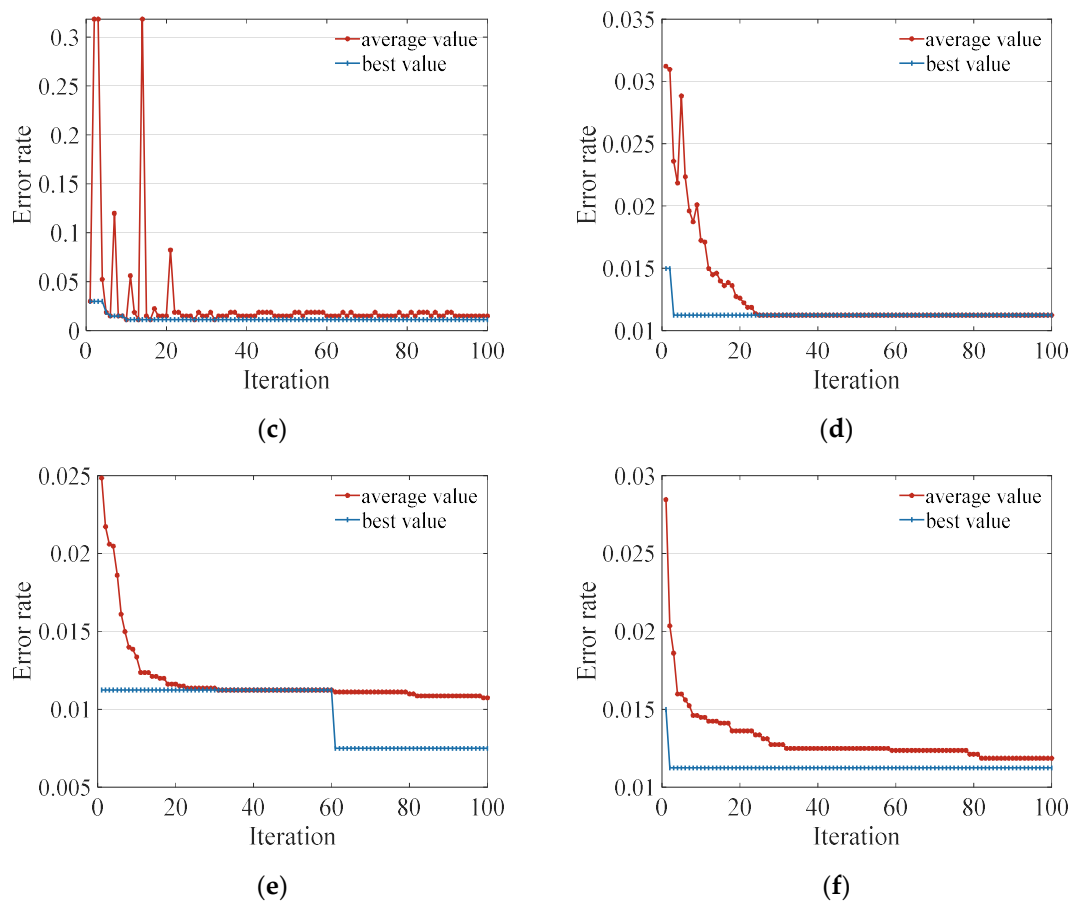 0.3
0.25
0.2
0.15
0.1
0.05
0
0 20 40 60 80 100
Error rate
Iteration
average value
best value
(c)
0.035
0.03
0.025
0.02
0.015
0.01
0 20 40 60 80 100
Error rate
Iteration
average value
best value
(d)
0.025
0.02
0.015
0.01
0.005
0 20 40 60 80 100
Error rate
Iteration
average value
best value
(e)
0.03
0.025
0.02
0.015
0.01
0 20 40 60 80 100
Error rate
Iteration
average value
best value
(f)